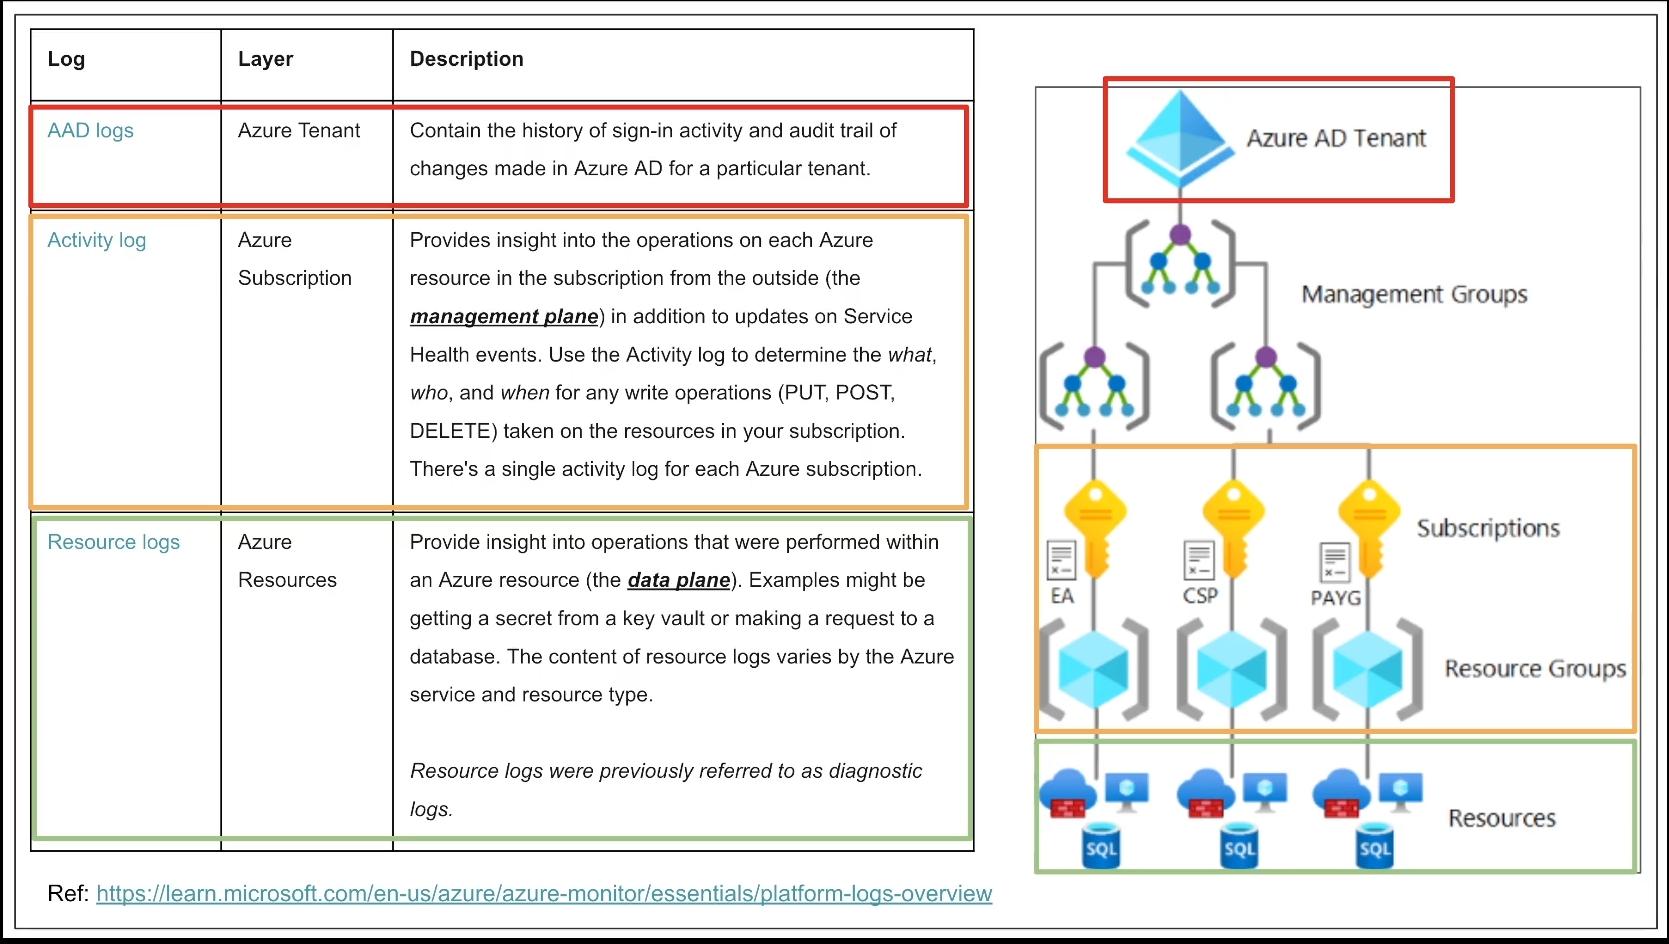 Log
Layer
Description
AAD logs
Azure Tenant
Contain the history of sign-in activity and audit trail of
changes made in Azure AD for a particular tenant.
Activity log
Azure
Subscription
Provides insight into the operations on each Azure
resource in the subscription from the outside (the
management plane) in addition to updates on Service
Health events. Use the Activity log to determine the what,
who, and when for any write operations (PUT, POST,
DELETE) taken on the resources in your subscription.
There's a single activity log for each Azure subscription.
Resource logs
Azure
Resources
Provide insight into operations that were performed within
an Azure resource (the data plane). Examples might be
getting a secret from a key vault or making a request to a
database. The content of resource logs varies by the Azure
service and resource type.
Resource logs were previously referred to as diagnostic
logs.
Ref: https://learn.microsoft.com/en-us/azure/azure-monitor/essentials/platform-logs-overview
Azure AD Tenant
Management Groups
Subscriptions
EA
CSP
PAYG
Resource Groups
Resources
SQL
SQL
SQL